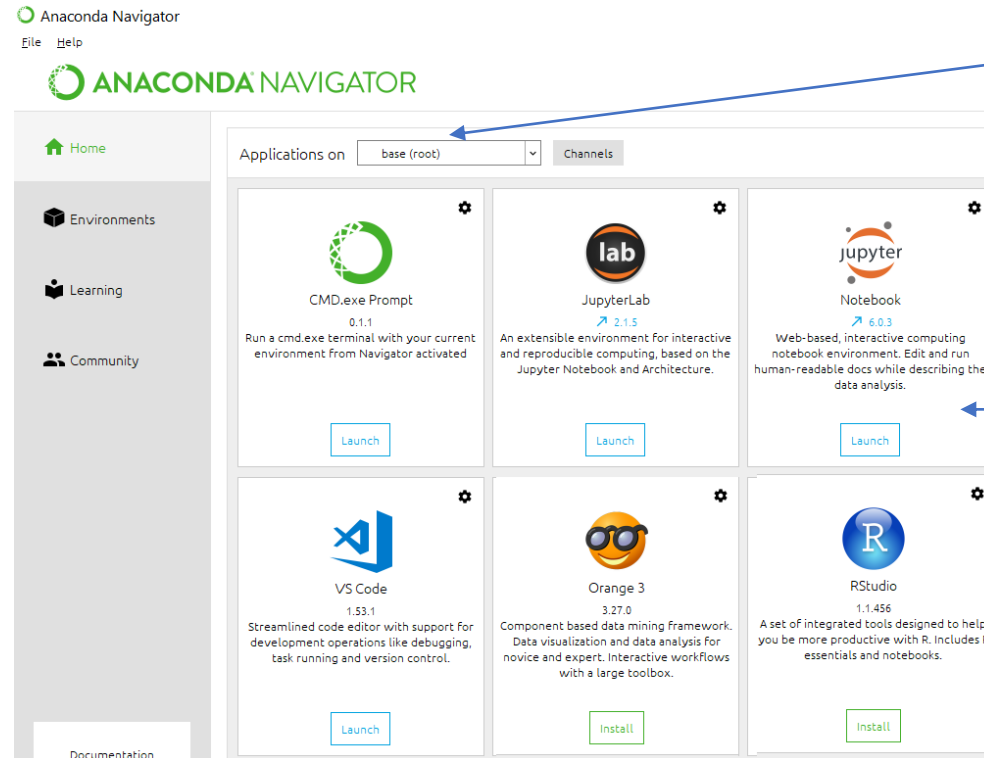 Anaconda Navigator
File Help
ANACONDA NAVIGATOR
Home
Applications on base (root) Channels
Environments
Learning
Community
CMD.exe Prompt
0.1.1
Run a cmd.exe terminal with your current
environment from Navigator activated
Launch
lab
JupyterLab
2.1.5
An extensible environment for interactive
and reproducible computing, based on the
Jupyter Notebook and Architecture.
Launch
jupyter
Notebook
6.0.3
Web-based, interactive computing
notebook environment. Edit and run
human-readable docs while describing the
data analysis.
Launch
VS Code
1.53.1
Streamlined code editor with support for
development operations like debugging,
task running and version control.
Launch
Orange 3
3.27.0
Component based data mining framework.
Data visualization and data analysis for
novice and expert. Interactive workflows
with a large toolbox.
Install
R
RStudio
1.1.456
A set of integrated tools designed to help
you be more productive with R. Includes
essentials and notebooks.
Install
Documentation